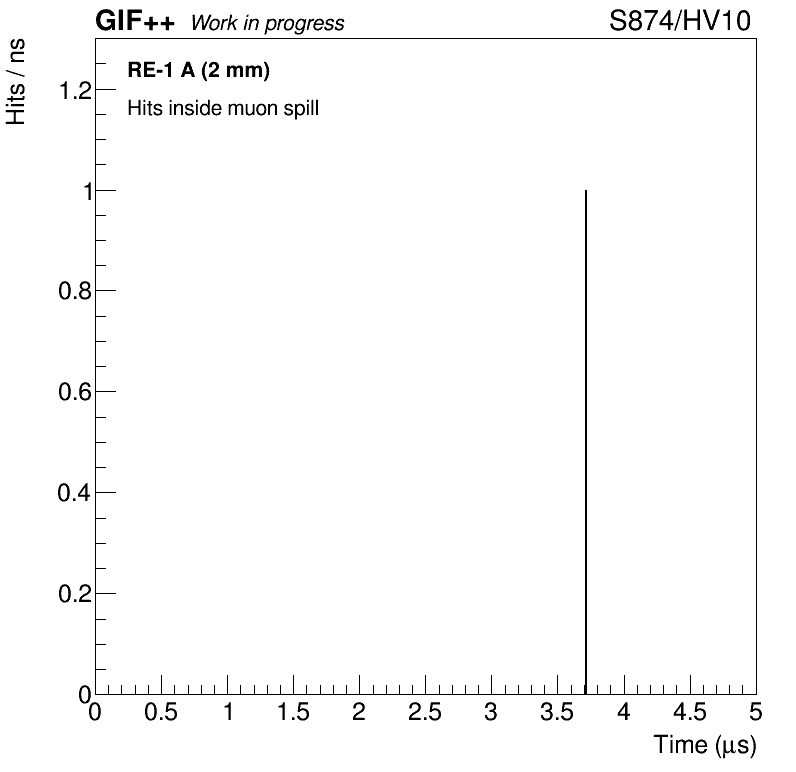 GIF++ Work in progress S874/HV10
Hits / ns
RE-1 A (2 mm)
Hits inside muon spill
1.2
1
0.8
0.6
0.4
0.2
0
0 0.5 1 1.5 2 2.5 3 3.5 4 4.5 5
Time (μs)